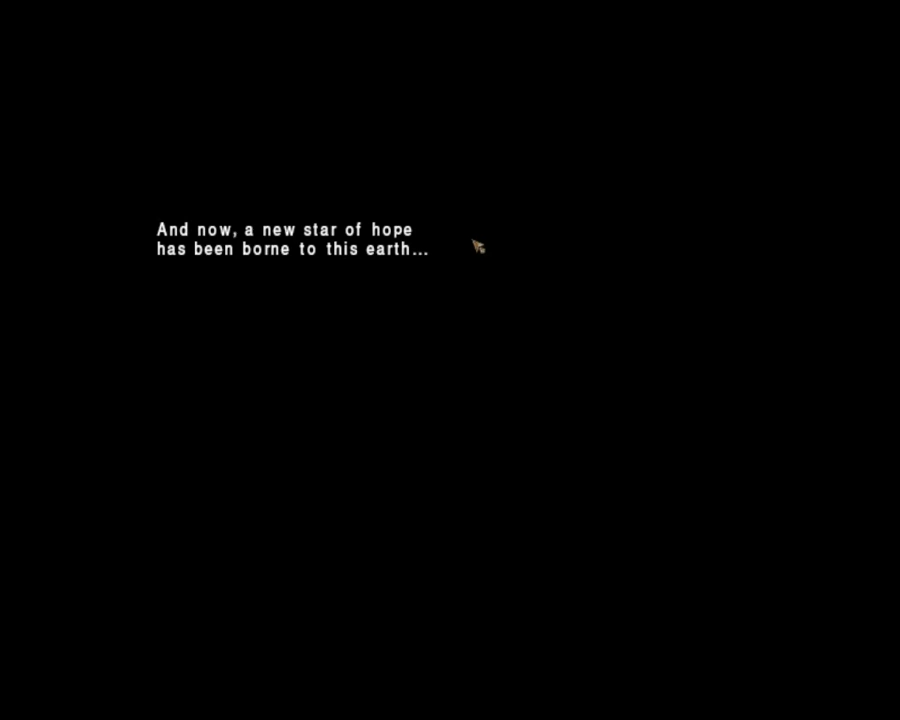 And now, a new star of hope
has been borne to this earth...